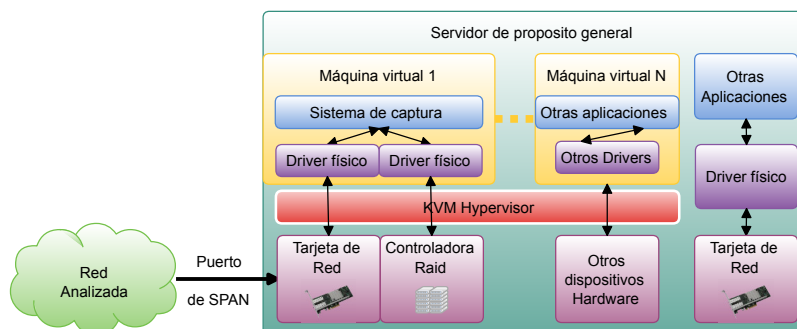 Servidor de proposito general
Máquina virtual 1
Máquina virtual N
Otras
Aplicaciones
Sistema de captura
Otras aplicaciones
Driver físico
Driver físico
Otros Drivers
Driver físico
KVM Hypervisor
Red
Analizada
Puerto
de SPAN
Tarjeta de
Red
Controladora
Raid
Otros
dispositivos
Hardware
Tarjeta de
Red